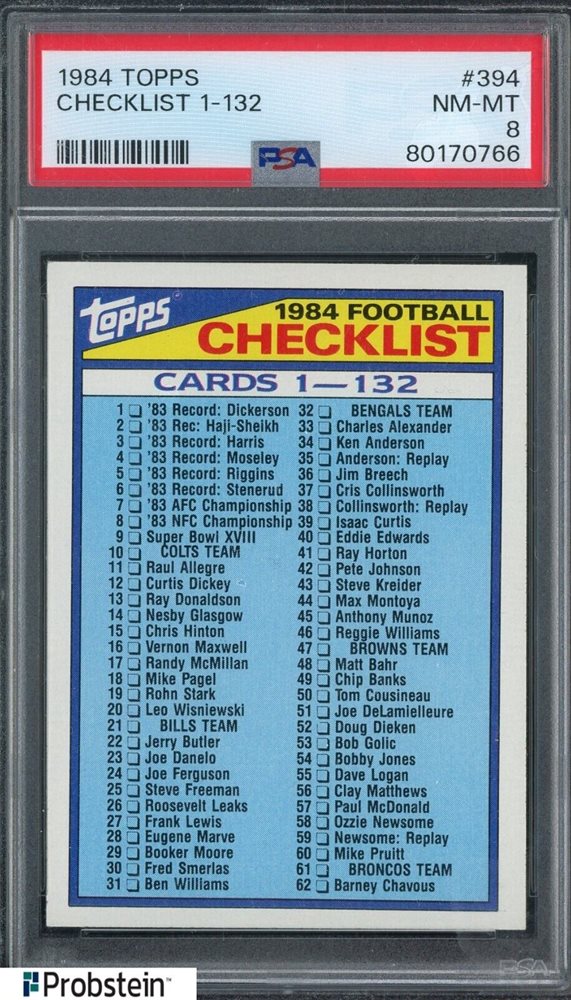 1984 TOPPS #394
CHECKLIST 1-132 NM-MT
8
PSA 80170766
topps
1984 FOOTBALL
CHECKLIST
CARDS 1—132
1 '83 Record: Dickerson
2 '83 Rec: Haji-Sheikh
3 '83 Record: Harris
4 '83 Record: Moseley
5 '83 Record: Riggins
6 '83 Record: Stenerud
7 '83 AFC Championship
8 '83 NFC Championship
9 Super Bowl XVIII
10 COLTS TEAM
11 Raul Allegre
12 Curtis Dickey
13 Ray Donaldson
14 Nesby Glasgow
15 Chris Hinton
16 Vernon Maxwell
17 Randy McMillan
18 Mike Pagel
19 Rohn Stark
20 Leo Wisniewski
21 BILLS TEAM
22 Jerry Butler
23 Joe Danelo
24 Joe Ferguson
25 Steve Freeman
26 Roosevelt Leaks
27 Frank Lewis
28 Eugene Marve
29 Booker Moore
30 Fred Smerlas
31 Ben Williams
32 BENGALS TEAM
33 Charles Alexander
34 Ken Anderson
35 Anderson: Replay
36 Jim Breech
37 Cris Collinsworth
38 Collinsworth: Replay
39 Isaac Curtis
40 Eddie Edwards
41 Ray Horton
42 Pete Johnson
43 Steve Kreider
44 Max Montoya
45 Anthony Munoz
46 Reggie Williams
47 BROWNS TEAM
48 Matt Bahr
49 Chip Banks
50 Tom Cousineau
51 Joe DeLamielleure
52 Doug Dieken
53 Bob Golic
54 Bobby Jones
55 Dave Logan
56 Clay Matthews
57 Paul McDonald
58 Ozzie Newsome
59 Newsome: Replay
60 Mike Pruitt
61 BRONCOS TEAM
62 Barney Chavous
PSA
Probstein™